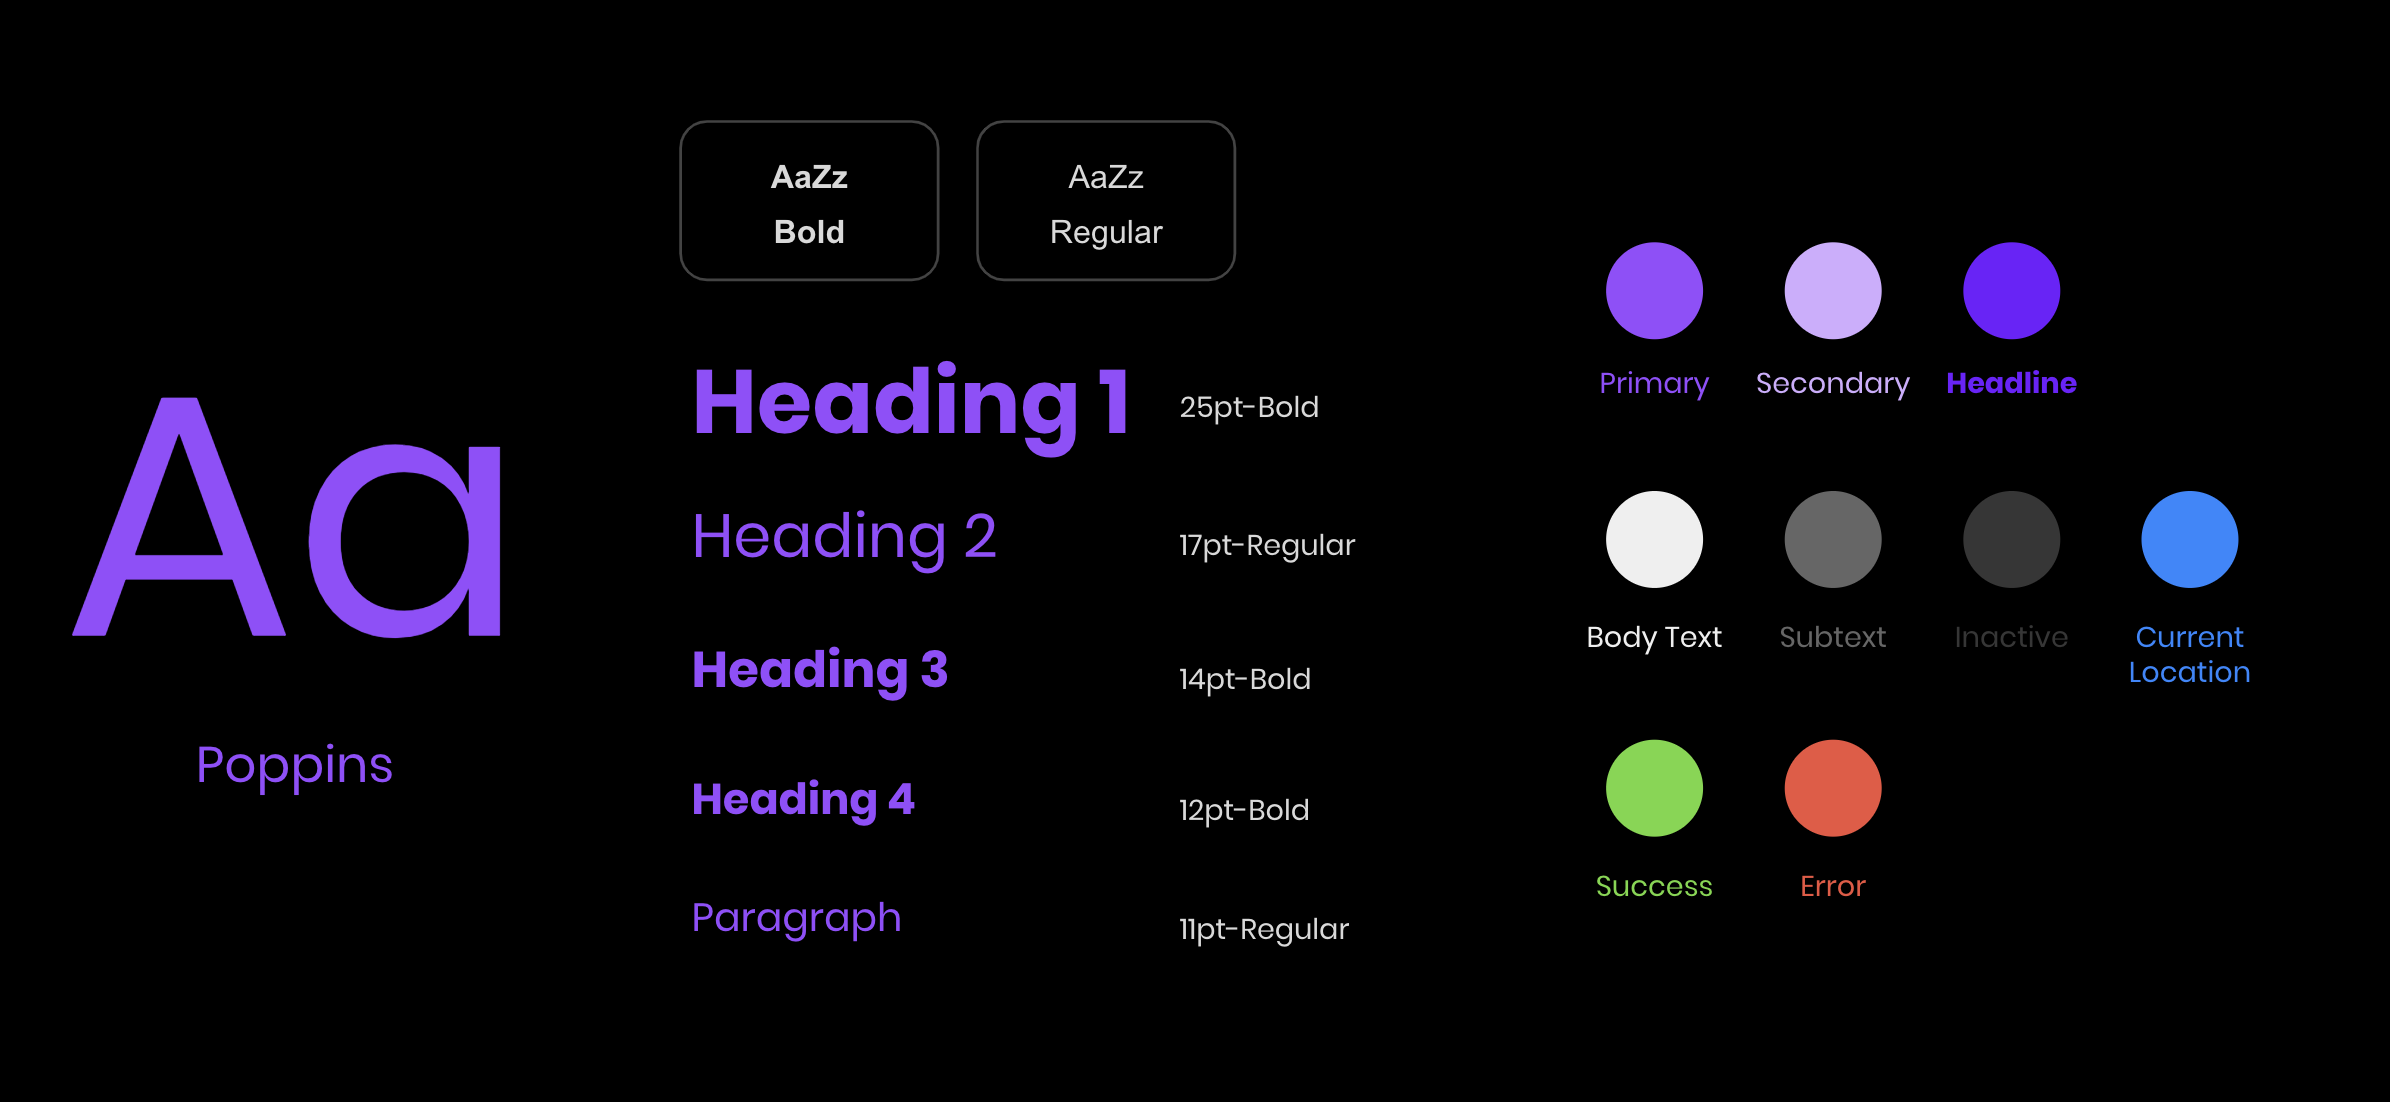 Aa
Poppins
AaZz
Bold
AaZz
Regular
Heading 1
25pt-Bold
Heading 2
17pt-Regular
Heading 3
14pt-Bold
Heading 4
12pt-Bold
Paragraph
11pt-Regular
Primary
Secondary
Headline
Body Text
Subtext
Inactive
Current
Location
Success
Error